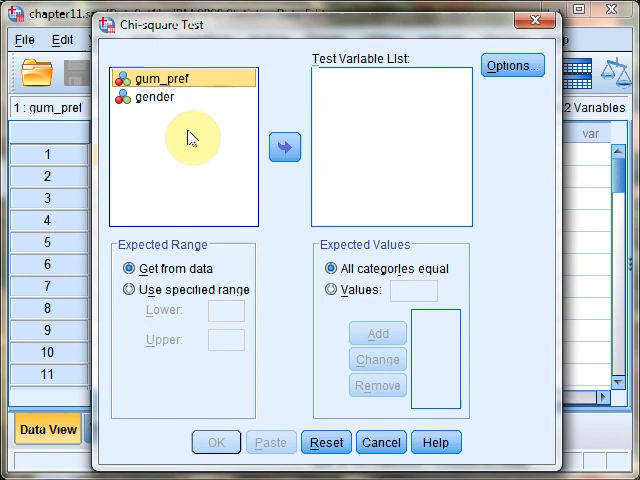 chapter11.s
Chi-square Test
File
Edit
1 : gum_pref
2 Variables
var
gum_pref
gender
Test Variable LIst:
Options...
1
2
3
4
5
6
7
8
9
10
11
Expected Range
Get from data
Use specified range
Lower:
Upper:
Expected Values
All categories equal
Values:
Add
Change
Remove
Data View
OK
Paste
Reset
Cancel
Help